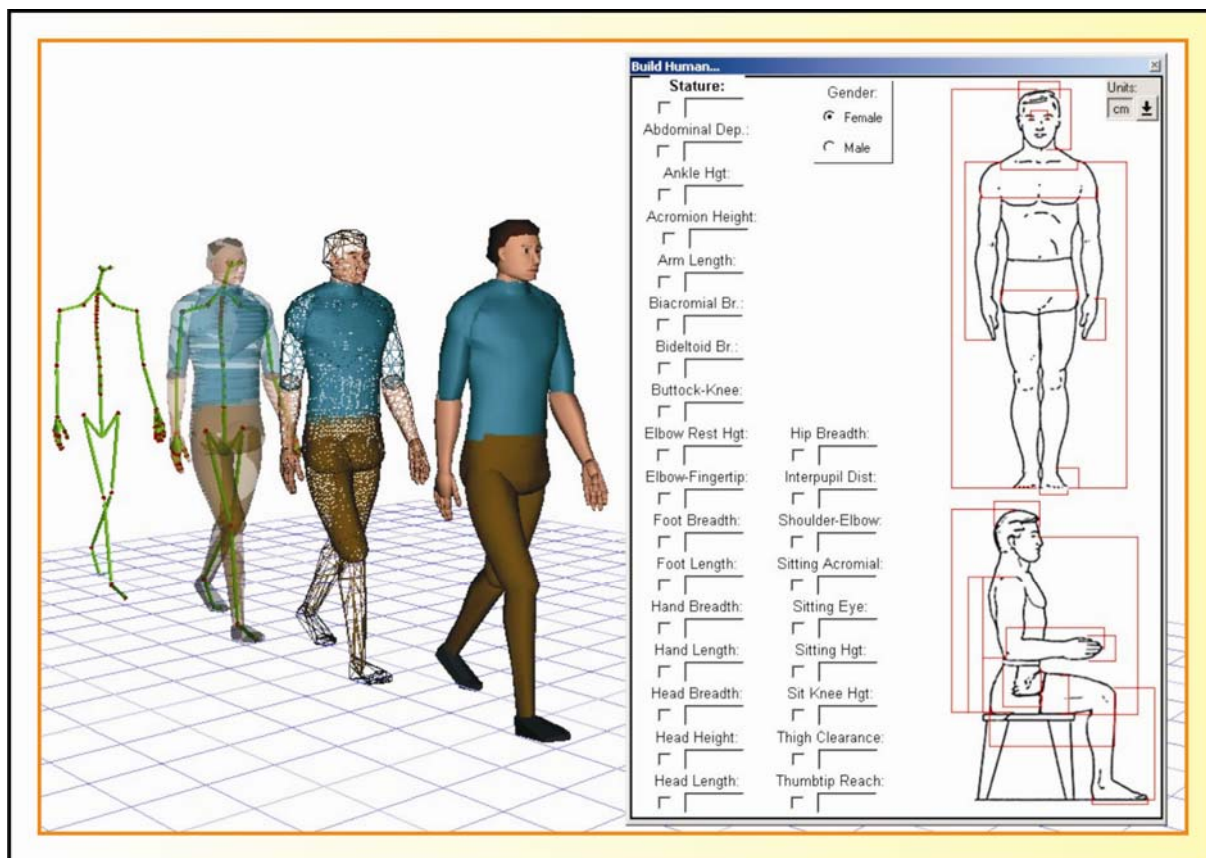 Build Human...
Stature:
Abdominal Dep.:
Ankle Hgt:
Acromion Height:
Arm Length:
Biacromial Br.:
Bideltoid Br.:
Buttock-Knee:
Elbow Rest Hgt:
Elbow-Fingertip:
Foot Breadth:
Foot Length:
Hand Breadth:
Hand Length:
Head Breadth:
Head Height:
Head Length:
Hip Breadth:
Interpupil Dist:
Shoulder-Elbow:
Sitting Acromial:
Sitting Eye:
Sitting Hgt:
Sit Knee Hgt:
Thigh Clearance:
Thumbtip Reach:
Gender:
Female
Male
Units:
cm